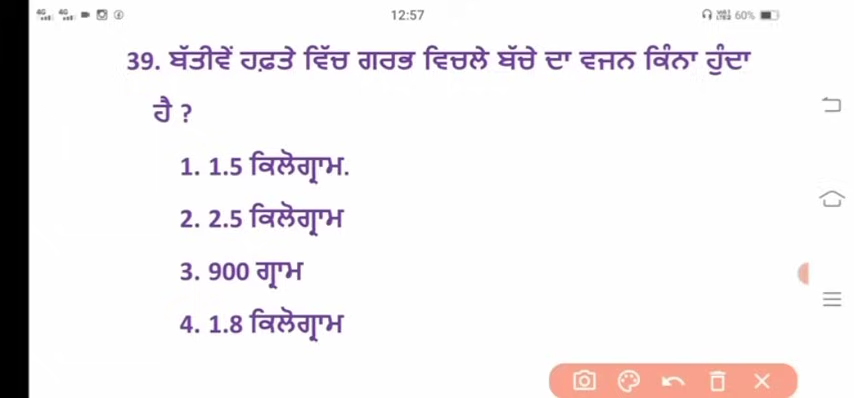 12:57
60%
39. ਬੱਤੀਵੇਂ ਹਫ਼ਤੇ ਵਿੱਚ ਗਰਭ ਵਿਚਲੇ ਬੱਚੇ ਦਾ ਵਜਨ ਕਿੰਨਾ ਹੁੰਦਾ
ਹੈ ?
1. 1.5 ਕਿਲੋਗ੍ਰਾਮ.
2. 2.5 ਕਿਲੋਗ੍ਰਾਮ
3. 900 ਗ੍ਰਾਮ
4. 1.8 ਕਿਲੋਗ੍ਰਾਮ